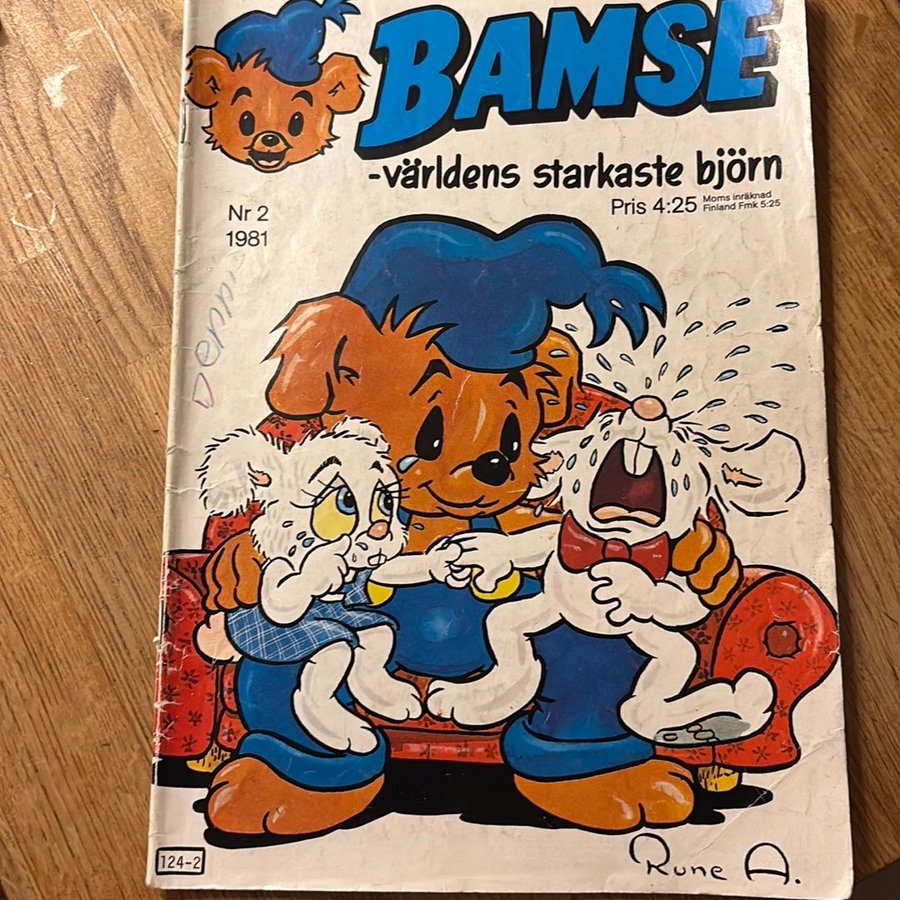 BAMSE
-världens starkaste björn
Pris 4:25 Moms inräknad
Finland Fmk 5:25
Nr 2
1981
124-2
Rune A.